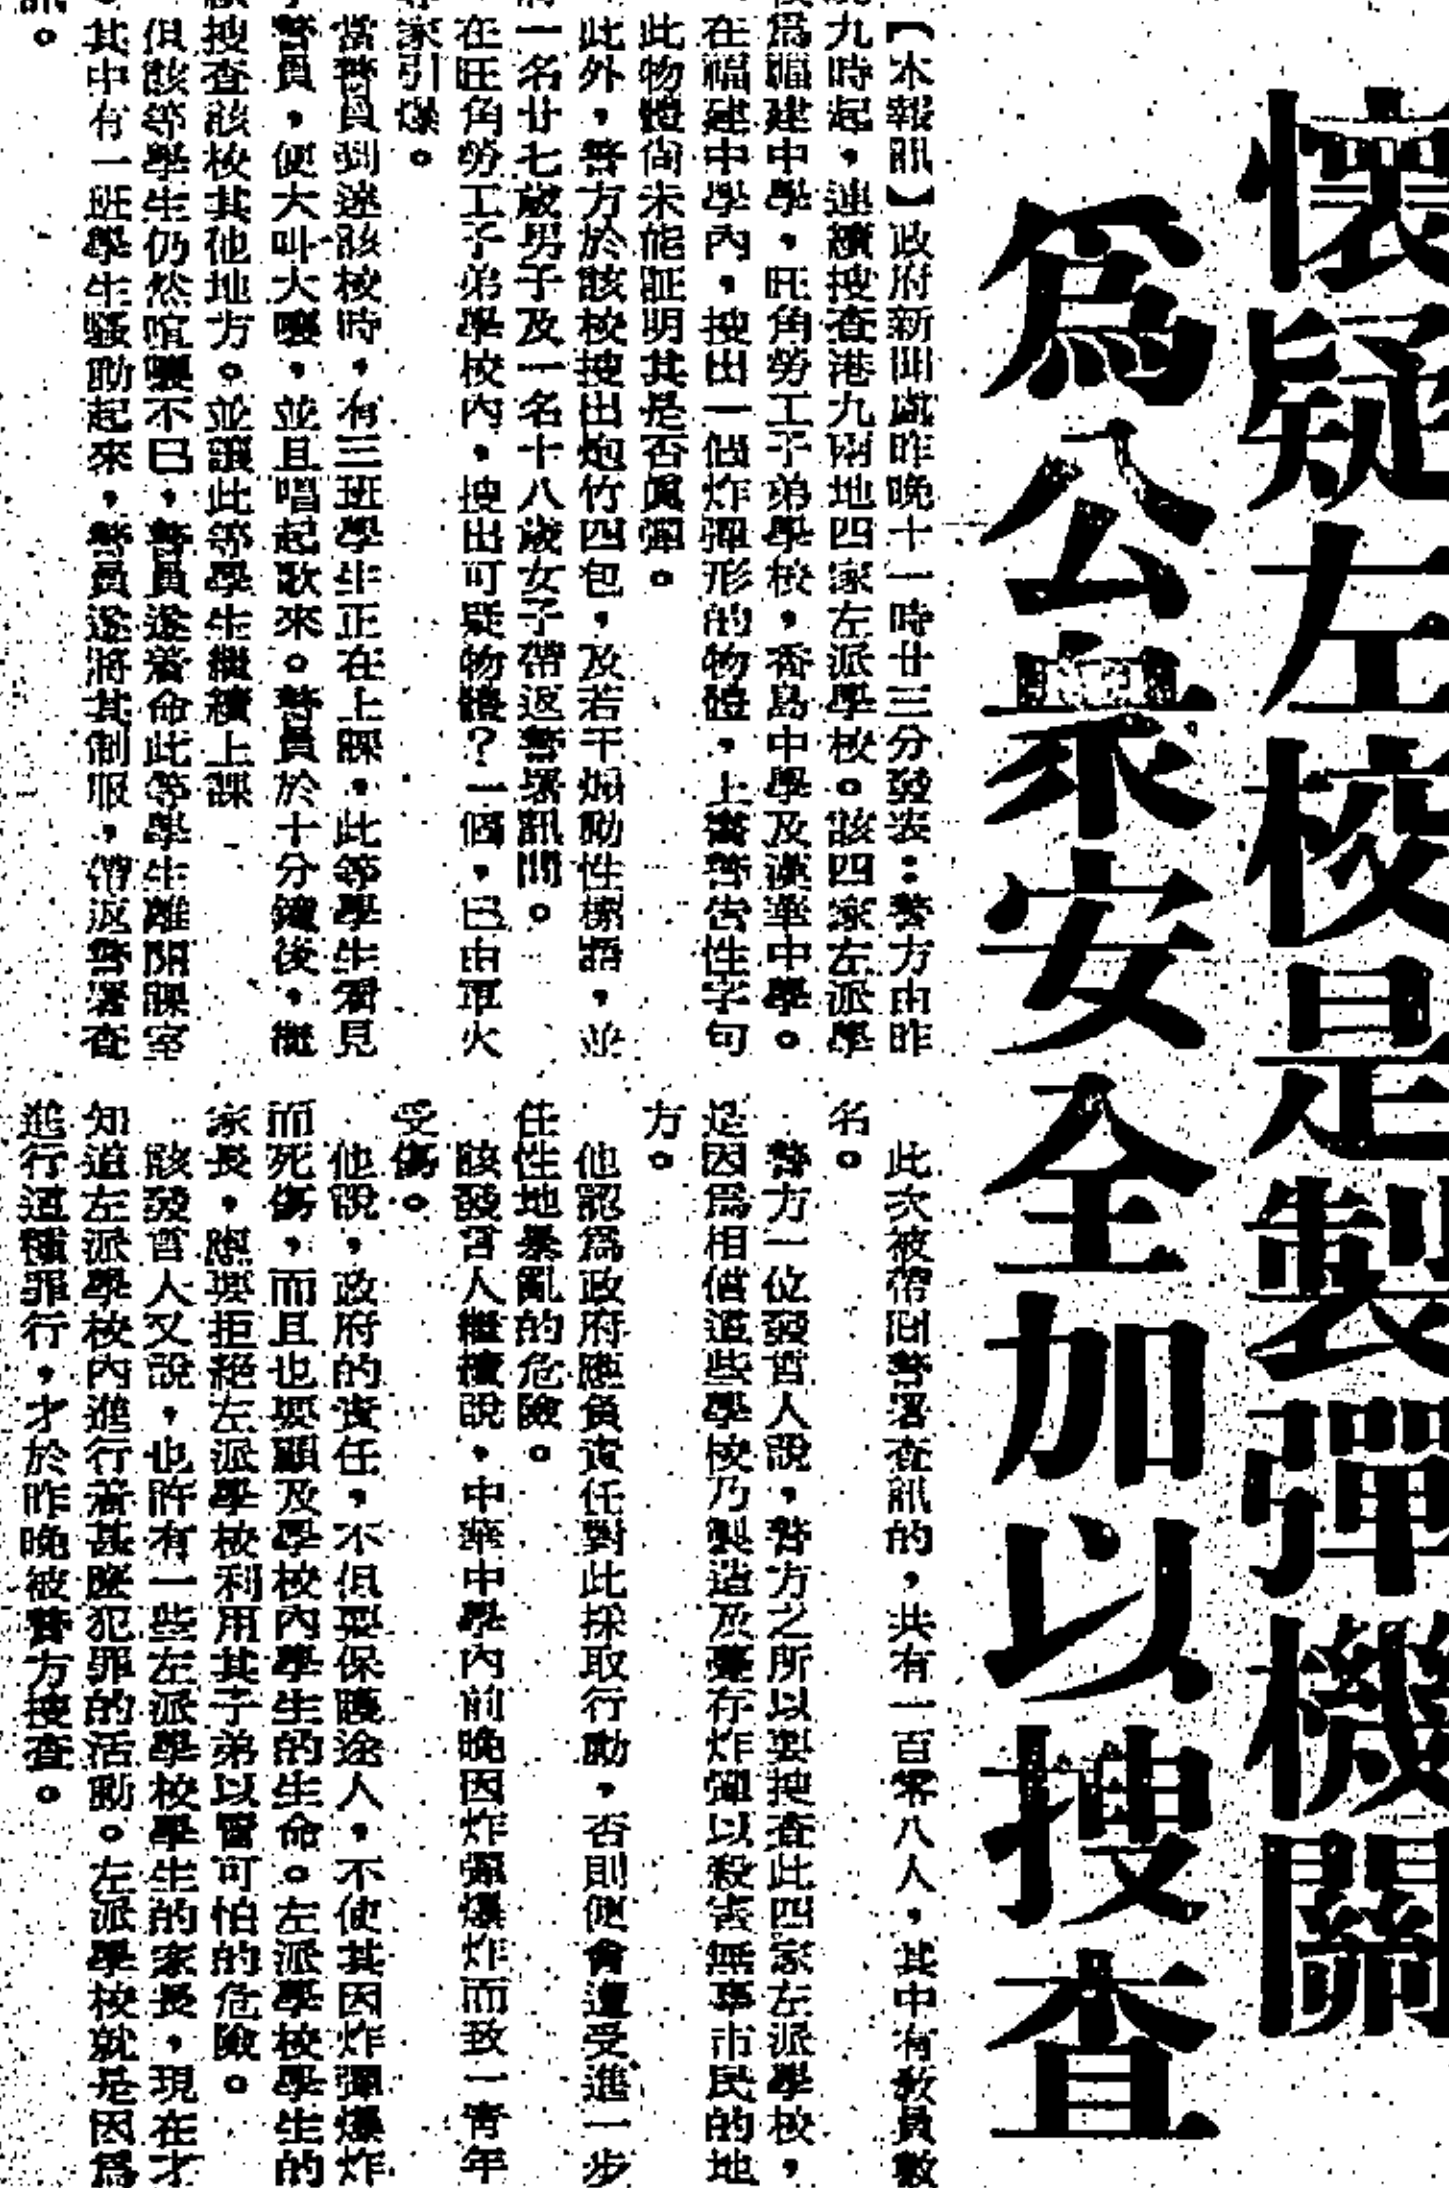 懷疑左校是製彈機關
為公眾安全加以搜查
【本報訊】政府新聞處昨晚十一時廿三分發表：警方由昨
九時起，連續搜查港九兩地四家左派學校。該四家左派學
為福建中學，旺角勞工子弟學校，香島中學及漢華中學。
在福建中學內，搜出一個炸彈形的物體，上書警告性字句
此物體尚未能証明其是否真彈。
此外，警方於該校搜出炮竹四包，及若干煽動性標語，並
一名廿七歲男子及一名十八歲女子帶返警署訊問。
在旺角勞工子弟學校內，搜出可疑物體？一個，已由軍火
家引爆。
當警員到達該校時，有三班學生正在上課，此等學生看見
警員，便大叫大嚷，並且唱起歌來。警員於十分鐘後，繼
搜查該校其他地方。並讓此等學生繼續上課
但該等學生仍然喧嚷不已，警員遂着命此等學生離開課室
其中有一班學生騷動起來，警員遂將其制服，帶返警署查
訊。
此次被帶回警署查訊的，共有一百零八人，其中有教員數
名。
警方一位發言人說，警方之所以要搜查此四家左派學校，
是因為相信這些學校乃製造及藏存炸彈以殺害無辜市民的地
方。
他認為政府應負責任對此採取行動，否則便會遭受進一步
任性地暴亂的危險。
該發言人繼續說，中華中學內前晚因炸彈爆炸而致一青年
受傷。
他說，政府的責任，不但要保護途人，不使其因炸彈爆炸
而死傷，而且也要顧及學校內學生的生命。左派學校學生的
家長，應要拒絕左派學校利用其子弟以冒可怕的危險。
該發言人又說，也許有一些左派學校學生的家長，現在才
知道左派學校內進行着甚麼犯罪的活動。左派學校就是因為
進行這種罪行，才於昨晚被警方搜查。